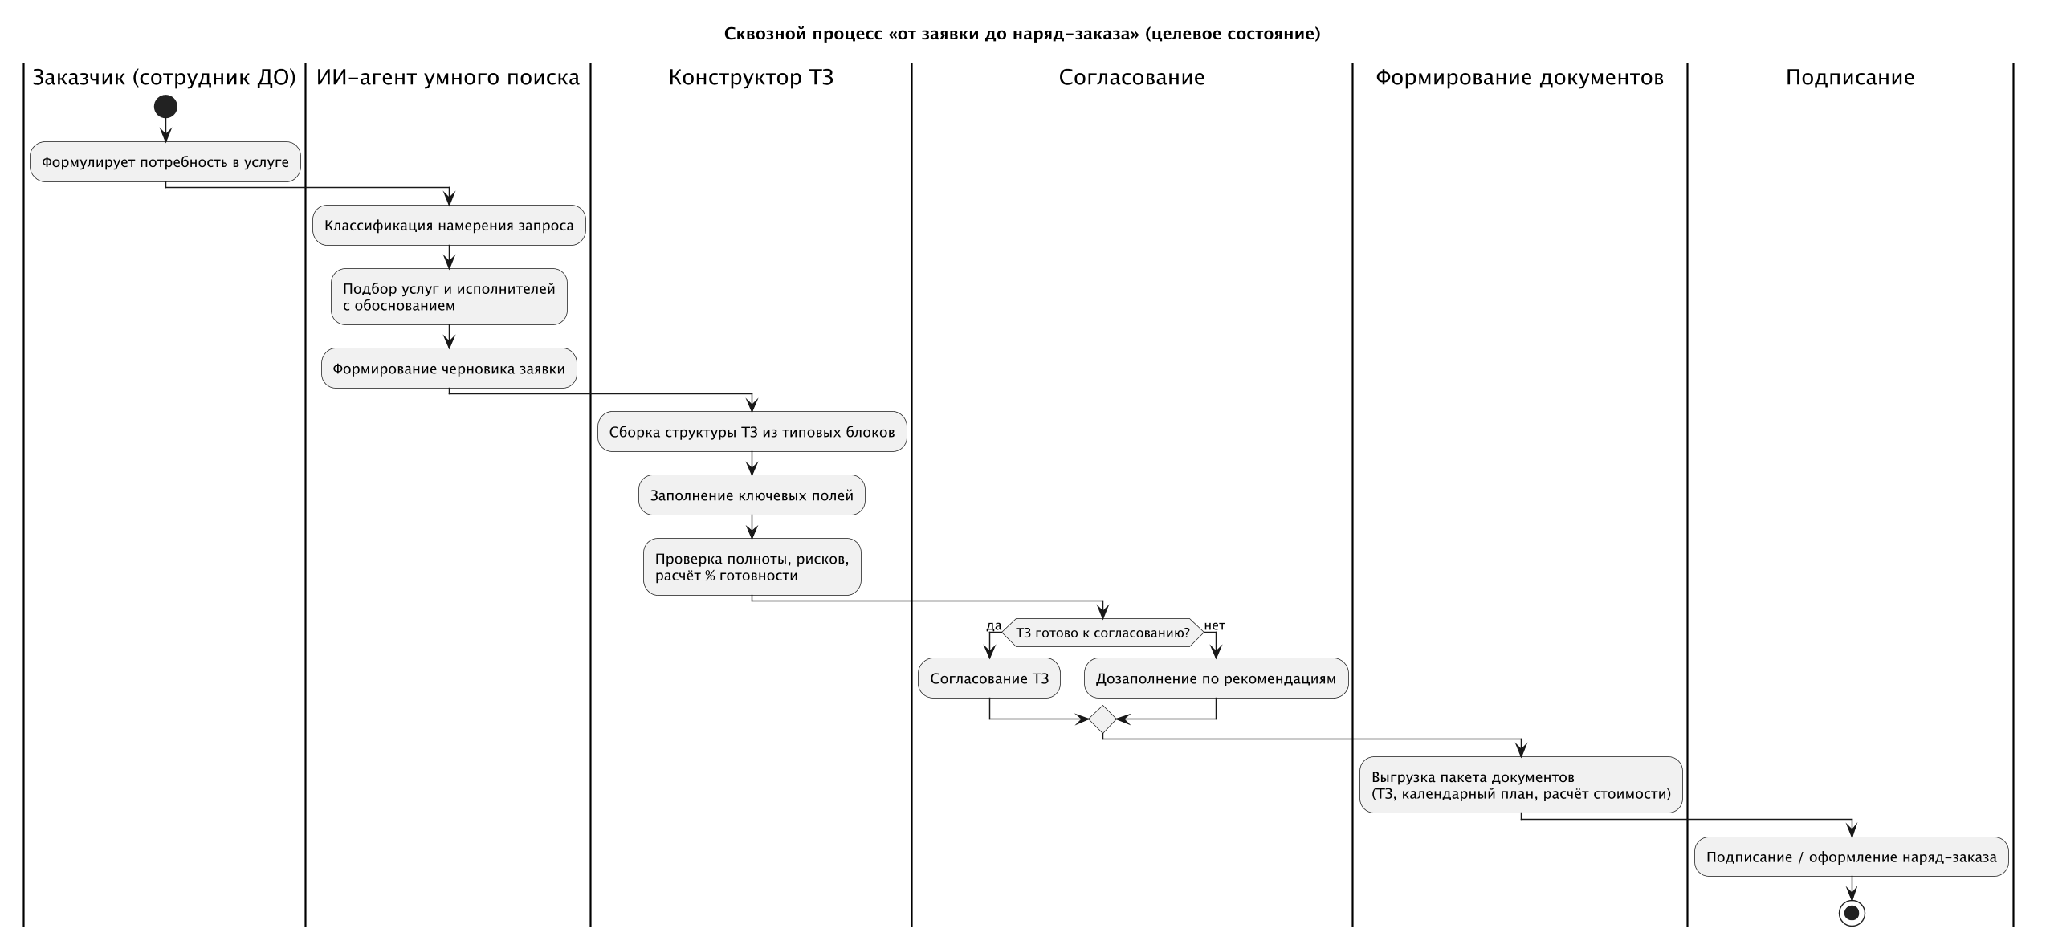 Сквозной процесс «от заявки до наряд-заказа» (целевое состояние)
Заказчик (сотрудник ДО)
ИИ-агент умного поиска
Конструктор ТЗ
Согласование
Формирование документов
Подписание
Формулирует потребность в услуге
Классификация намерения запроса
Подбор услуг и исполнителей
с обоснованием
Формирование черновика заявки
Сборка структуры ТЗ из типовых блоков
Заполнение ключевых полей
Проверка полноты, рисков,
расчёт % готовности
да
ТЗ готово к согласованию?
нет
Согласование ТЗ
Дозаполнение по рекомендациям
Выгрузка пакета документов
(ТЗ, календарный план, расчёт стоимости)
Подписание / оформление наряд-заказа